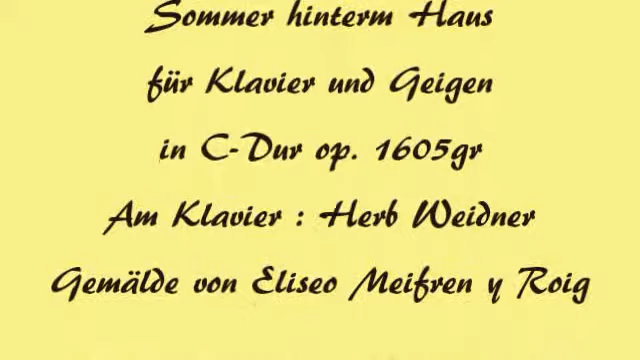 Sommer hinterm Haus
für Klavier und Geigen
in C-Dur op. 1605gr
Am Klavier : Herb Weidner
Gemälde von Eliseo Meifren y Roig